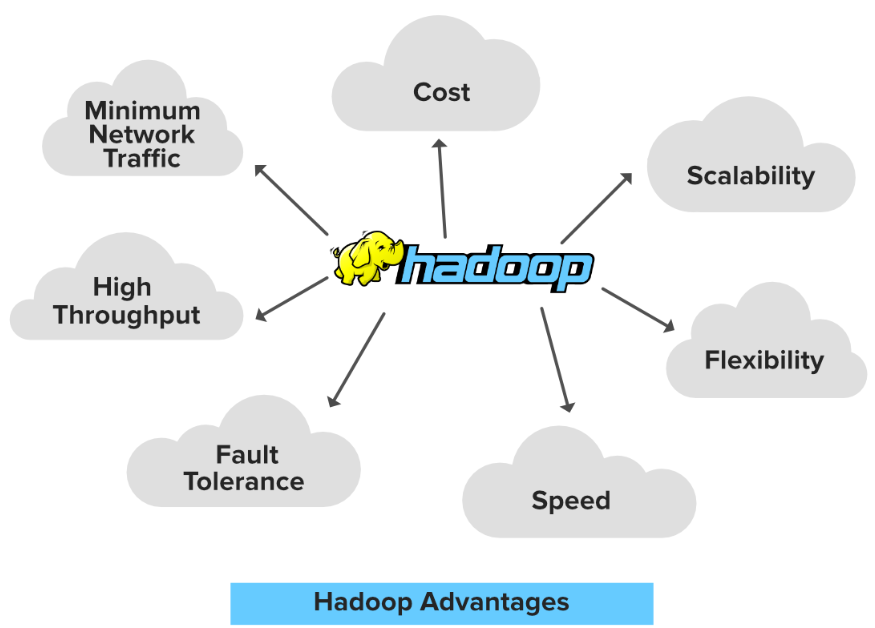 Cost
Minimum
Network
Traffic
Scalability
hadoop
High
Throughput
Flexibility
Fault
Tolerance
Speed
Hadoop Advantages